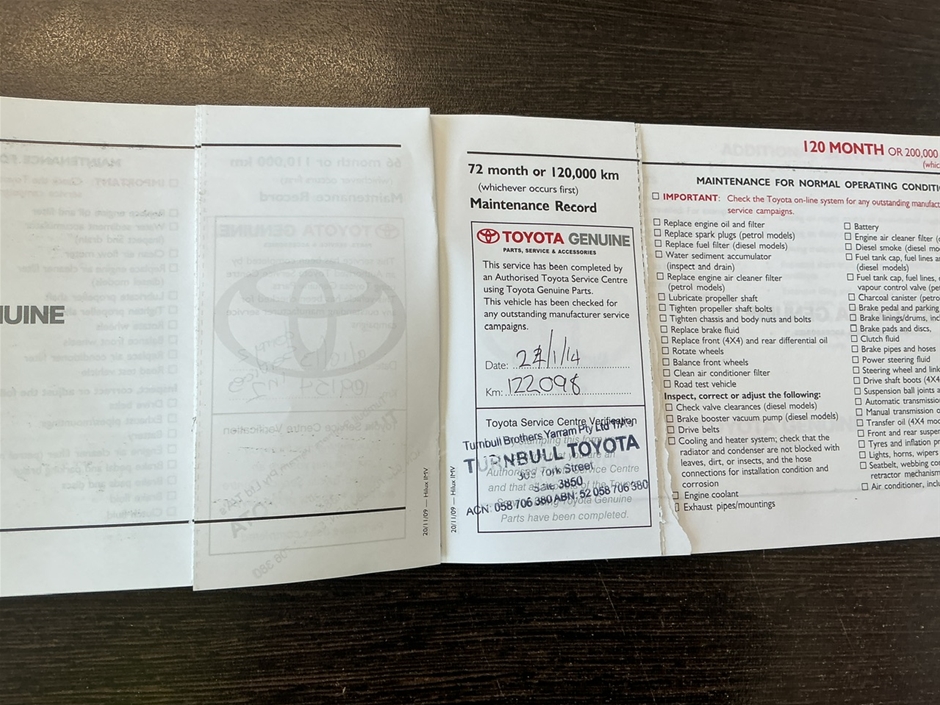 UINE
20/11/09 — Hilux IMV
72 month or 120,000 km
(whichever occurs first)
Maintenance Record
TOYOTA GENUINE
PARTS, SERVICE & ACCESSORIES
This service has been completed by
an Authorised Toyota Service Centre
using Toyota Genuine Parts.
This vehicle has been checked for
any outstanding manufacturer service
campaigns.
Date: /1/14
Km: 122098
Toyota Service Centre Verification
Turnbull Brothers Yarram Pty Ltd
TURNBULL TOYOTA
York Street
Sale 3850
ACN: 058 706 380 ABN: 52 058 706 380
Parts have been completed.
20/11/09 — Hilux IMV
120 MONTH OR 200,000
MAINTENANCE FOR NORMAL OPERATING CONDITI
☐ IMPORTANT: Check the Toyota on-line system for any outstanding manufact
service campaigns.
☐ Replace engine oil and filter
☐ Replace spark plugs (petrol models)
☐ Replace fuel filter (diesel models)
☐ Water sediment accumulator
(inspect and drain)
☐ Replace engine air cleaner filter
(petrol models)
☐ Lubricate propeller shaft
☐ Tighten propeller shaft bolts
☐ Tighten chassis and body nuts and bolts
☐ Replace brake fluid
☐ Replace front (4X4) and rear differential oil
☐ Rotate wheels
☐ Balance front wheels
☐ Clean air conditioner filter
☐ Road test vehicle
Inspect, correct or adjust the following:
☐ Check valve clearances (diesel models)
☐ Brake booster vacuum pump (diesel models)
☐ Drive belts
☐ Cooling and heater system; check that the
radiator and condenser are not blocked with
leaves, dirt, or insects, and the hose
connections for installation condition and
corrosion
☐ Engine coolant
☐ Exhaust pipes/mountings
☐ Battery
☐ Engine air cleaner filter (
☐ Diesel smoke (diesel mo
☐ Fuel tank cap, fuel lines a
(diesel models)
☐ Fuel tank cap, fuel lines,
vapour control valve (pe
☐ Charcoal canister (petro
☐ Brake pedal and parking
☐ Brake linings/drums, inc
☐ Brake pads and discs,
☐ Clutch fluid
☐ Brake pipes and hoses
☐ Power steering fluid
☐ Steering wheel and link
☐ Drive shaft boots (4X4
☐ Suspension ball joints a
☐ Automatic transmissio
☐ Manual transmission o
☐ Transfer oil (4X4 mod
☐ Front and rear suspen
☐ Tyres and inflation pr
☐ Lights, horns, wipers
☐ Seatbelt, webbing con
retractor mechanism
☐ Air conditioner, inclu